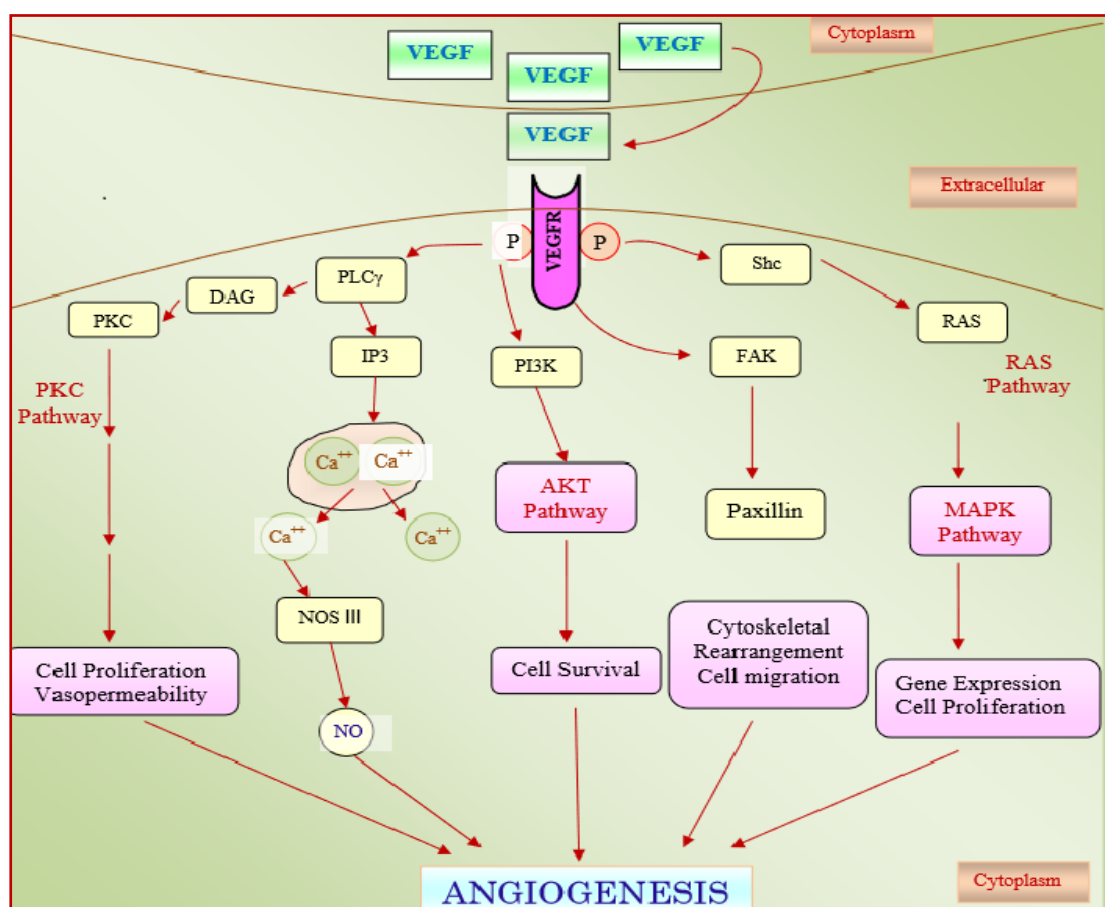 Cytoplasm
VEGF
VEGF
VEGF
VEGF
Extracellular
VEGFR
P
P
Shc
PLCγ
DAG
PKC
RAS
IP3
PI3K
FAK
RAS
Pathway
PKC
Pathway
Ca++
Ca++
AKT
Pathway
Paxillin
MAPK
Pathway
Ca++
Ca++
NOS III
Cytoskeletal
Rearrangement
Cell migration
Cell Proliferation
Vasopermeability
Cell Survival
Gene Expression
Cell Proliferation
NO
ANGIOGENESIS
Cytoplasm